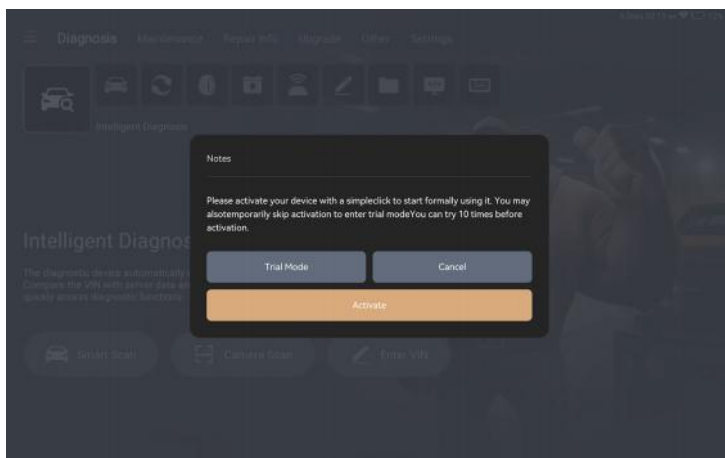 Diagnosis Maintenance Repair Info Upgrade Other Settings
Intelligent Diagnosis
Notes
Please activate your device with a simpleclick to start formally using it. You may
alsotemporarily skip activation to enter trial modeYou can try 10 times before
activation.
Trial Mode Cancel
Activate
Intelligent Diagnos
The diagnostic device automatically
Compare the VIN with server data an
quickly access diagnostic functions.
Smart Scan Camera Scan Enter VIN